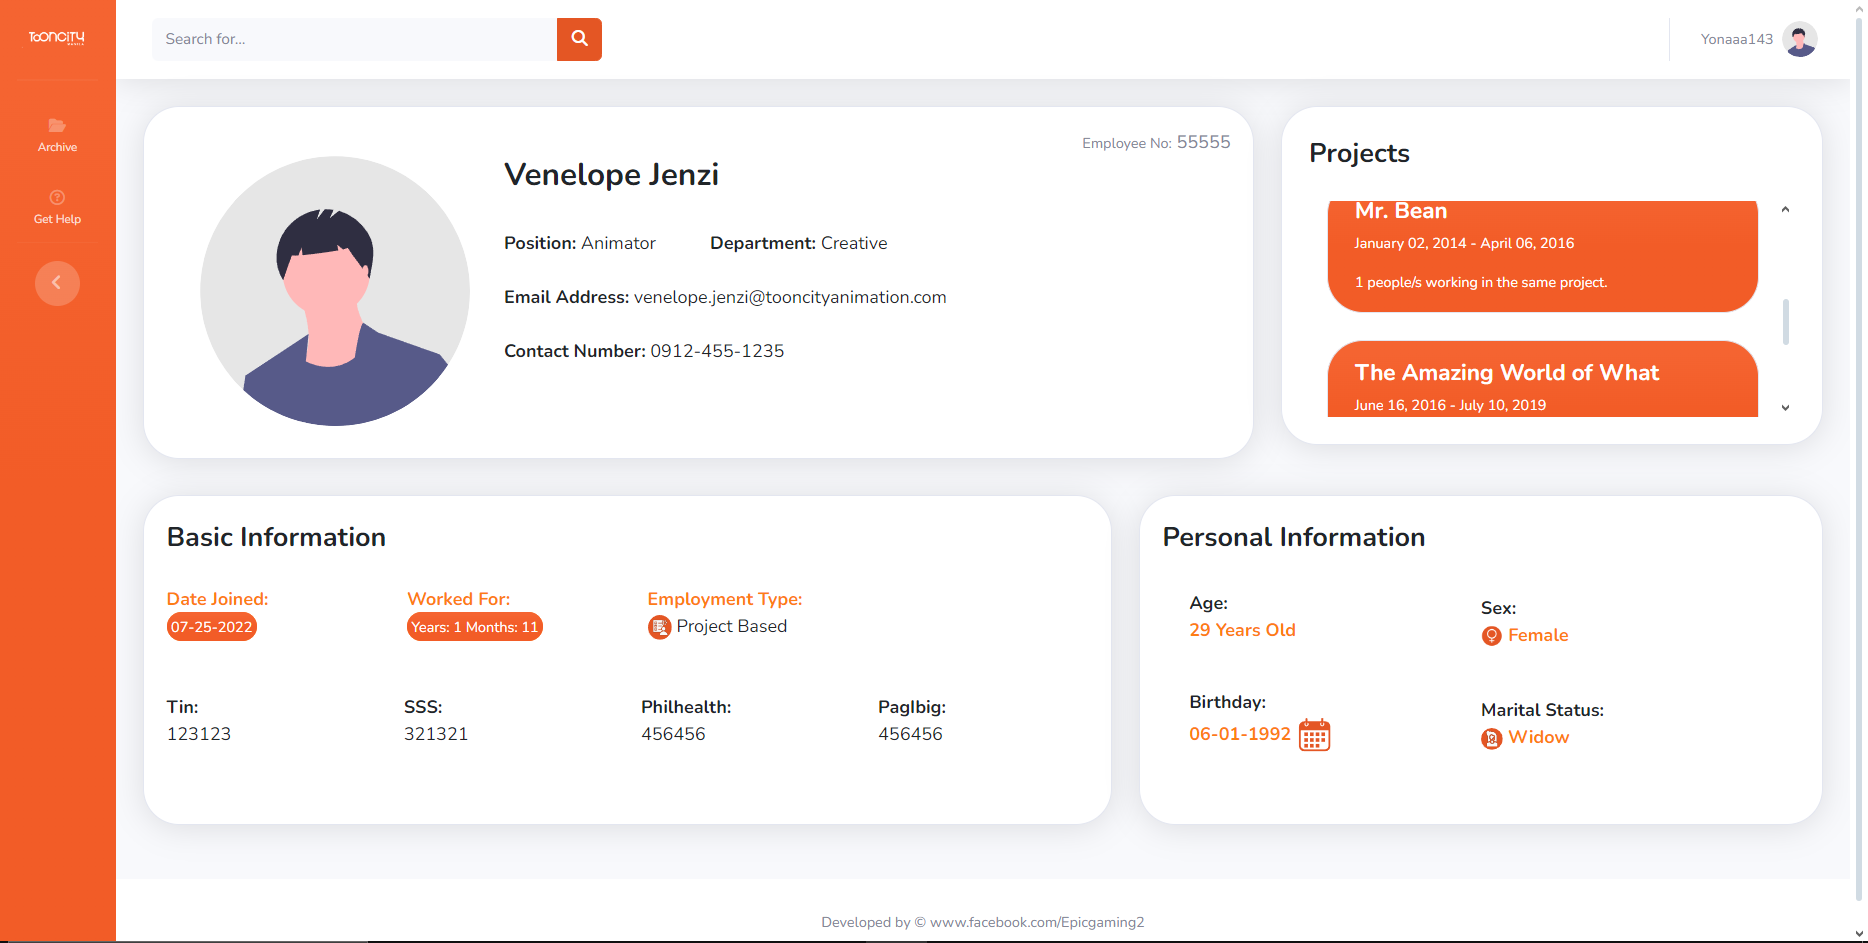 TOONCITY
Search for...
Yonaaa143
Archive
Get Help
Employee No: 55555
Venelope Jenzi
Position: Animator Department: Creative
Email Address: venelope.jenzi@tooncityanimation.com
Contact Number: 0912-455-1235
Projects
Mr. Bean
January 02, 2014 - April 06, 2016
1 people/s working in the same project.
The Amazing World of What
June 16, 2016 - July 10, 2019
Basic Information
Date Joined: Worked For: Employment Type:
07-25-2022 Years: 1 Months: 11 Project Based
Tin: SSS: Philhealth: PagIbig:
123123 321321 456456 456456
Personal Information
Age: Sex:
29 Years Old Female
Birthday: Marital Status:
06-01-1992 Widow
Developed by © www.facebook.com/Epicgaming2